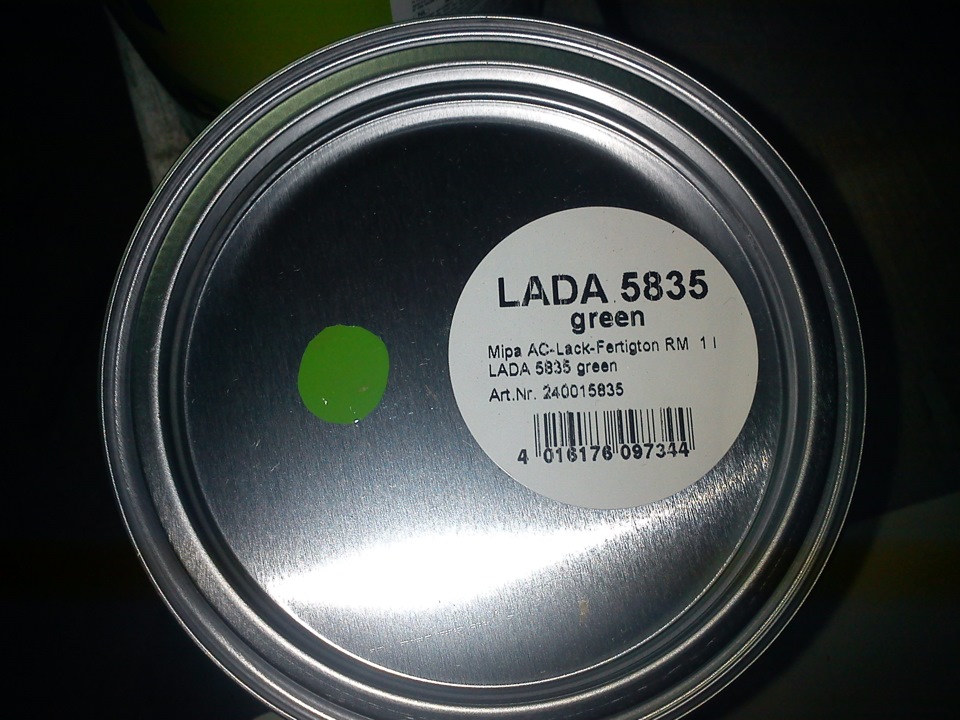 LADA 5835
green
Mipa AC-Lack-Fertigton RM 1 l
LADA 5835 green
Art.Nr. 240015835
4 016176 097344